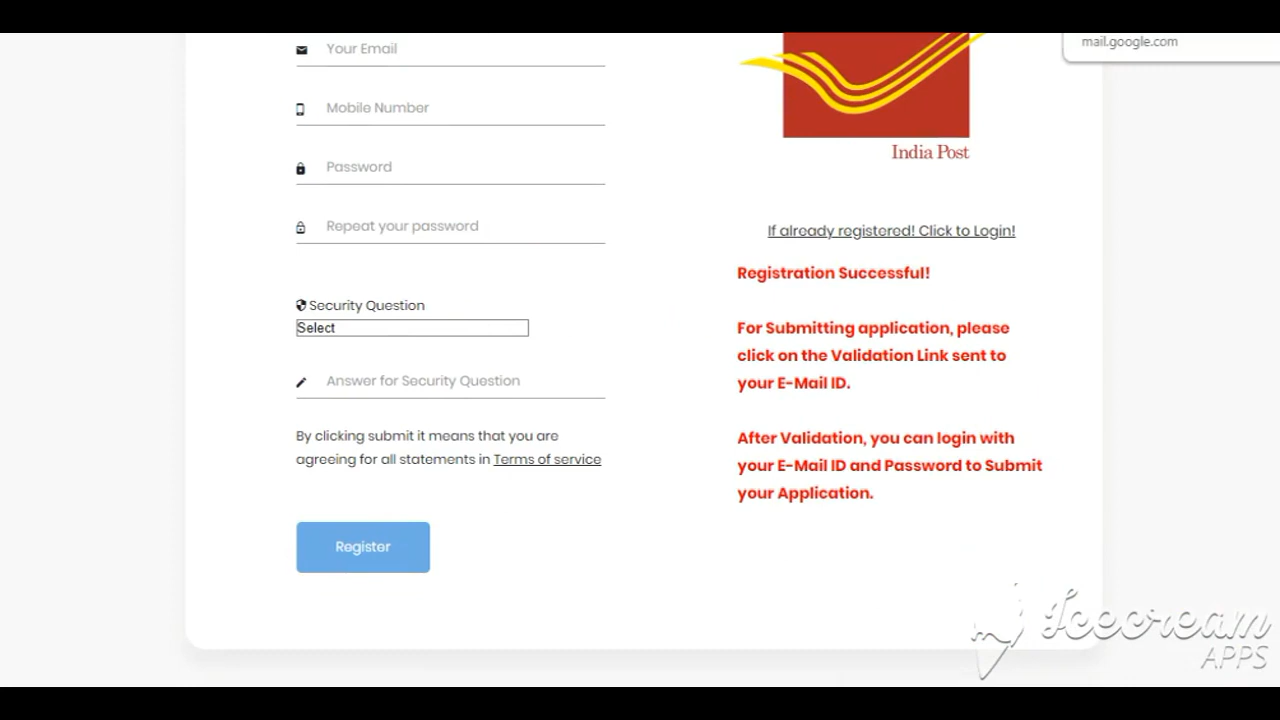 mail.google.com
Your Email
Mobile Number
Password
Repeat your password
Security Question
Select
Answer for Security Question
By clicking submit it means that you are
agreeing for all statements in Terms of service
Register
India Post
If already registered! Click to Login!
Registration Successful!
For Submitting application, please
click on the Validation Link sent to
your E-Mail ID.
After Validation, you can login with
your E-Mail ID and Password to Submit
your Application.
Icecream
APPS